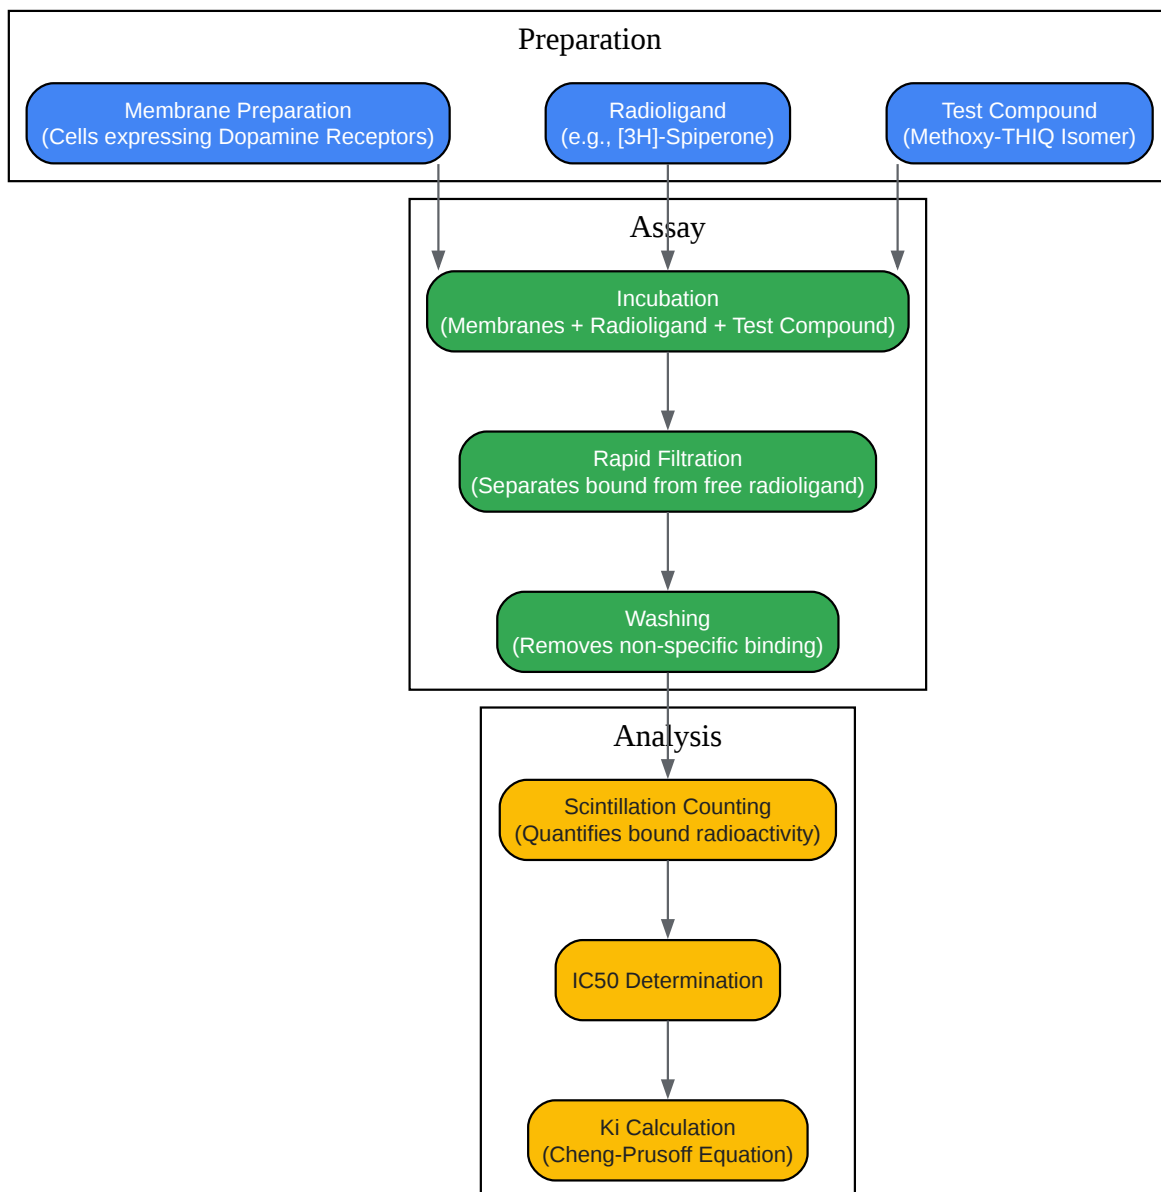 Preparation
Membrane Preparation
(Cells expressing Dopamine Receptors)
Radioligand
(e.g., [3H]-Spiperone)
Test Compound
(Methoxy-THIQ Isomer)
Assay
Incubation
(Membranes + Radioligand + Test Compound)
Rapid Filtration
(Separates bound from free radioligand)
Washing
(Removes non-specific binding)
Analysis
Scintillation Counting
(Quantifies bound radioactivity)
IC50 Determination
Ki Calculation
(Cheng-Prusoff Equation)